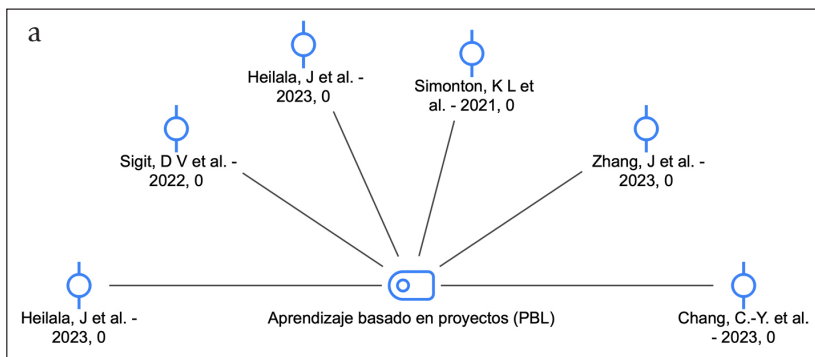 a
Heilala, J et al. -
2023, 0
Simonton, K L et
al. - 2021, 0
Sigit, D V et al. -
2022, 0
Zhang, J et al. -
2023, 0
Heilala, J et al. -
2023, 0
Aprendizaje basado en proyectos (PBL)
Chang, C.-Y. et al.
- 2023, 0